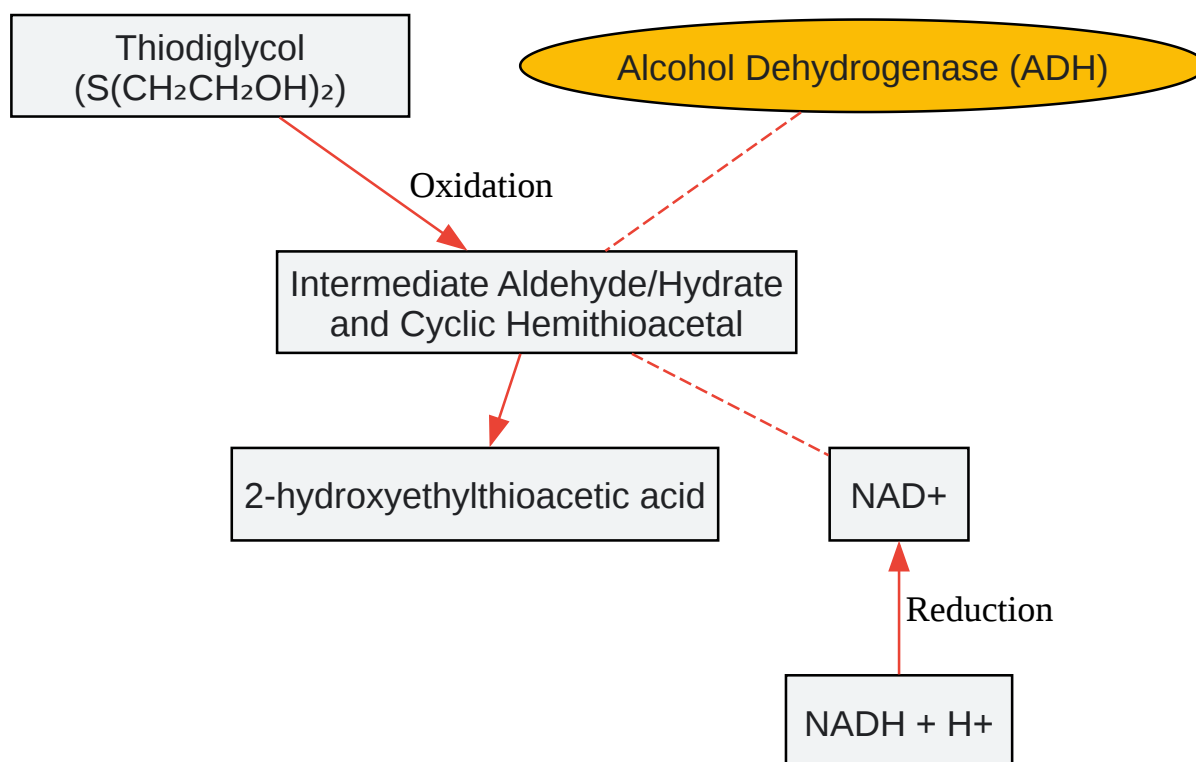 Thiodiglycol
(S(CH₂CH₂OH)₂)
Alcohol Dehydrogenase (ADH)
Oxidation
Intermediate Aldehyde/Hydrate
and Cyclic Hemithioacetal
2-hydroxyethylthioacetic acid
NAD+
Reduction
NADH + H+